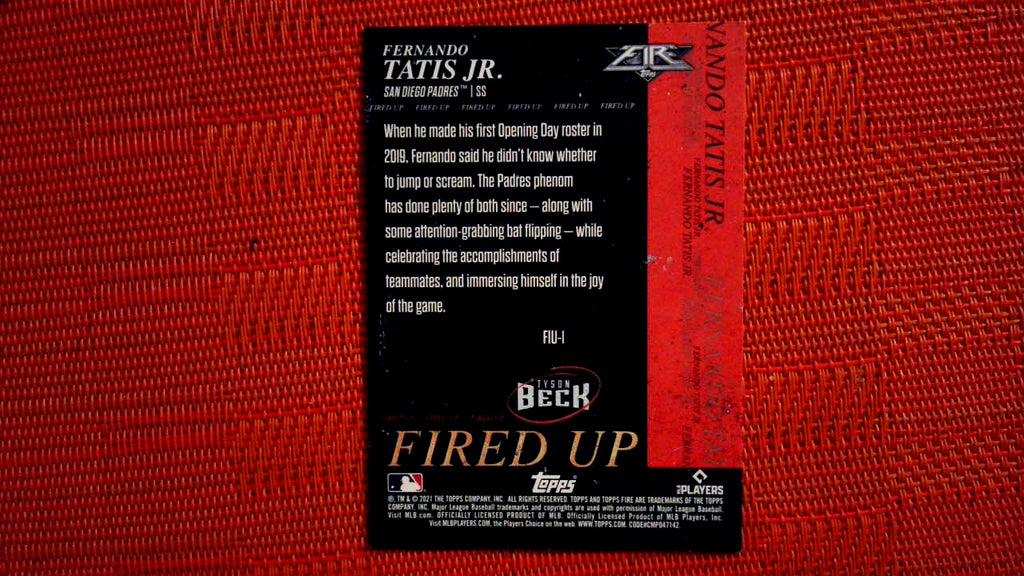 FERNANDO
TATIS JR.
SAN DIEGO PADRES™ | SS
FIRE
Topps
FIRED UP FIRED UP FIRED UP FIRED UP FIRED UP FIRED UP
When he made his first Opening Day roster in
2019, Fernando said he didn't know whether
to jump or scream. The Padres phenom
has done plenty of both since – along with
some attention-grabbing bat flipping – while
celebrating the accomplishments of
teammates, and immersing himself in the joy
of the game.
FIU-1
TYSON
BECK
FIRED UP
topps
PLAYERS
®, TM & © 2021 THE TOPPS COMPANY, INC. ALL RIGHTS RESERVED. TOPPS AND TOPPS FIRE ARE TRADEMARKS OF THE TOPPS
COMPANY, INC. Major League Baseball trademarks and copyrights are used with permission of Major League Baseball.
Visit MLB.com. OFFICIALLY LICENSED PRODUCT OF MLB. Officially Licensed Product of MLB Players, Inc.
Visit MLBPLAYERS.COM, the Players Choice on the web. WWW.TOPPS.COM. CODE#CMP047142
NANDO TATIS JR
FERNANDO TATIS JR